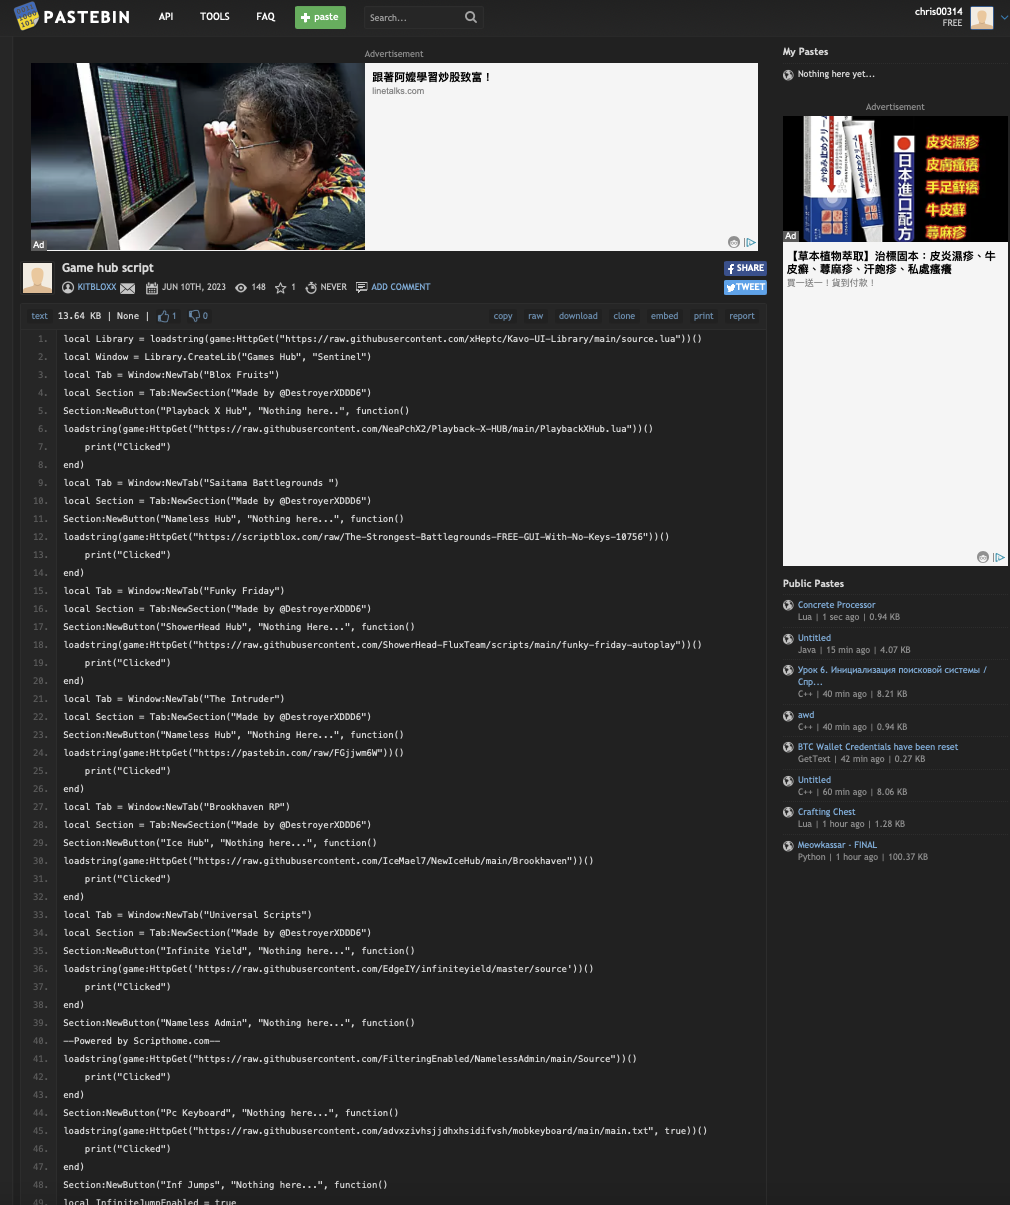 PASTEBIN API TOOLS FAQ paste Search... chris00314
FREE
Advertisement
跟著阿嬤學習炒股致富！
linetalks.com
Ad
Game hub script
KITBLOXX JUN 10TH, 2023 148 1 NEVER ADD COMMENT
SHARE
TWEET
text 13.64 KB | None | 1 0 copy raw download clone embed print report
1. local Library = loadstring(game:HttpGet("https://raw.githubusercontent.com/xHeptc/Kavo-UI-Library/main/source.lua"))()
2. local Window = Library.CreateLib("Games Hub", "Sentinel")
3. local Tab = Window:NewTab("Blox Fruits")
4. local Section = Tab:NewSection("Made by @DestroyerXDDD6")
5. Section:NewButton("Playback X Hub", "Nothing here..", function()
6. loadstring(game:HttpGet("https://raw.githubusercontent.com/NeaPchX2/Playback-X-HUB/main/PlaybackXHub.lua"))()
7. print("Clicked")
8. end)
9. local Tab = Window:NewTab("Saitama Battlegrounds ")
10. local Section = Tab:NewSection("Made by @DestroyerXDDD6")
11. Section:NewButton("Nameless Hub", "Nothing here...", function()
12. loadstring(game:HttpGet("https://scriptblox.com/raw/The-Strongest-Battlegrounds-FREE-GUI-With-No-Keys-10756"))()
13. print("Clicked")
14. end)
15. local Tab = Window:NewTab("Funky Friday")
16. local Section = Tab:NewSection("Made by @DestroyerXDDD6")
17. Section:NewButton("ShowerHead Hub", "Nothing Here...", function()
18. loadstring(game:HttpGet("https://raw.githubusercontent.com/ShowerHead-FluxTeam/scripts/main/funky-friday-autoplay"))()
19. print("Clicked")
20. end)
21. local Tab = Window:NewTab("The Intruder")
22. local Section = Tab:NewSection("Made by @DestroyerXDDD6")
23. Section:NewButton("Nameless Hub", "Nothing Here...", function()
24. loadstring(game:HttpGet("https://pastebin.com/raw/FGjjwm6W"))()
25. print("Clicked")
26. end)
27. local Tab = Window:NewTab("Brookhaven RP")
28. local Section = Tab:NewSection("Made by @DestroyerXDDD6")
29. Section:NewButton("Ice Hub", "Nothing here...", function()
30. loadstring(game:HttpGet("https://raw.githubusercontent.com/IceMael7/NewIceHub/main/Brookhaven"))()
31. print("Clicked")
32. end)
33. local Tab = Window:NewTab("Universal Scripts")
34. local Section = Tab:NewSection("Made by @DestroyerXDDD6")
35. Section:NewButton("Infinite Yield", "Nothing here...", function()
36. loadstring(game:HttpGet('https://raw.githubusercontent.com/EdgeIY/infiniteyield/master/source'))()
37. print("Clicked")
38. end)
39. Section:NewButton("Nameless Admin", "Nothing here...", function()
40. ——Powered by Scripthome.com——
41. loadstring(game:HttpGet("https://raw.githubusercontent.com/FilteringEnabled/NamelessAdmin/main/Source"))()
42. print("Clicked")
43. end)
44. Section:NewButton("Pc Keyboard", "Nothing here...", function()
45. loadstring(game:HttpGet("https://raw.githubusercontent.com/advxzivhsjjdhxhsidifvsh/mobkeyboard/main/main.txt", true))()
46. print("Clicked")
47. end)
48. Section:NewButton("Inf Jumps", "Nothing here...", function()
49. local InfiniteJumpEnabled = true
My Pastes
Nothing here yet...
Advertisement
かゆみ止めクリーム
日本進口配方
皮炎濕疹
皮膚瘙癢
手足蘚癢
牛皮蘚
蕁麻疹
Ad
【草本植物萃取】治標固本：皮炎濕疹、牛
皮癬、蕁麻疹、汗皰疹、私處瘙癢
買一送一！貨到付款！
Public Pastes
Concrete Processor
Lua | 1 sec ago | 0.94 KB
Untitled
Java | 15 min ago | 4.07 KB
Урок 6. Инициализация поисковой системы /
Спр...
C++ | 40 min ago | 8.21 KB
awd
C++ | 40 min ago | 0.94 KB
BTC Wallet Credentials have been reset
GetText | 42 min ago | 0.27 KB
Untitled
C++ | 60 min ago | 8.06 KB
Crafting Chest
Lua | 1 hour ago | 1.28 KB
Meowkassar - FINAL
Python | 1 hour ago | 100.37 KB